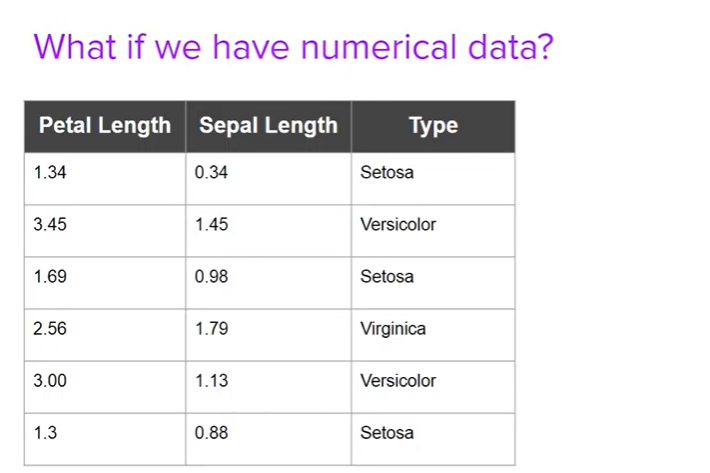 What if we have numerical data?
Petal Length Sepal Length Type
1.34 0.34 Setosa
3.45 1.45 Versicolor
1.69 0.98 Setosa
2.56 1.79 Virginica
3.00 1.13 Versicolor
1.3 0.88 Setosa